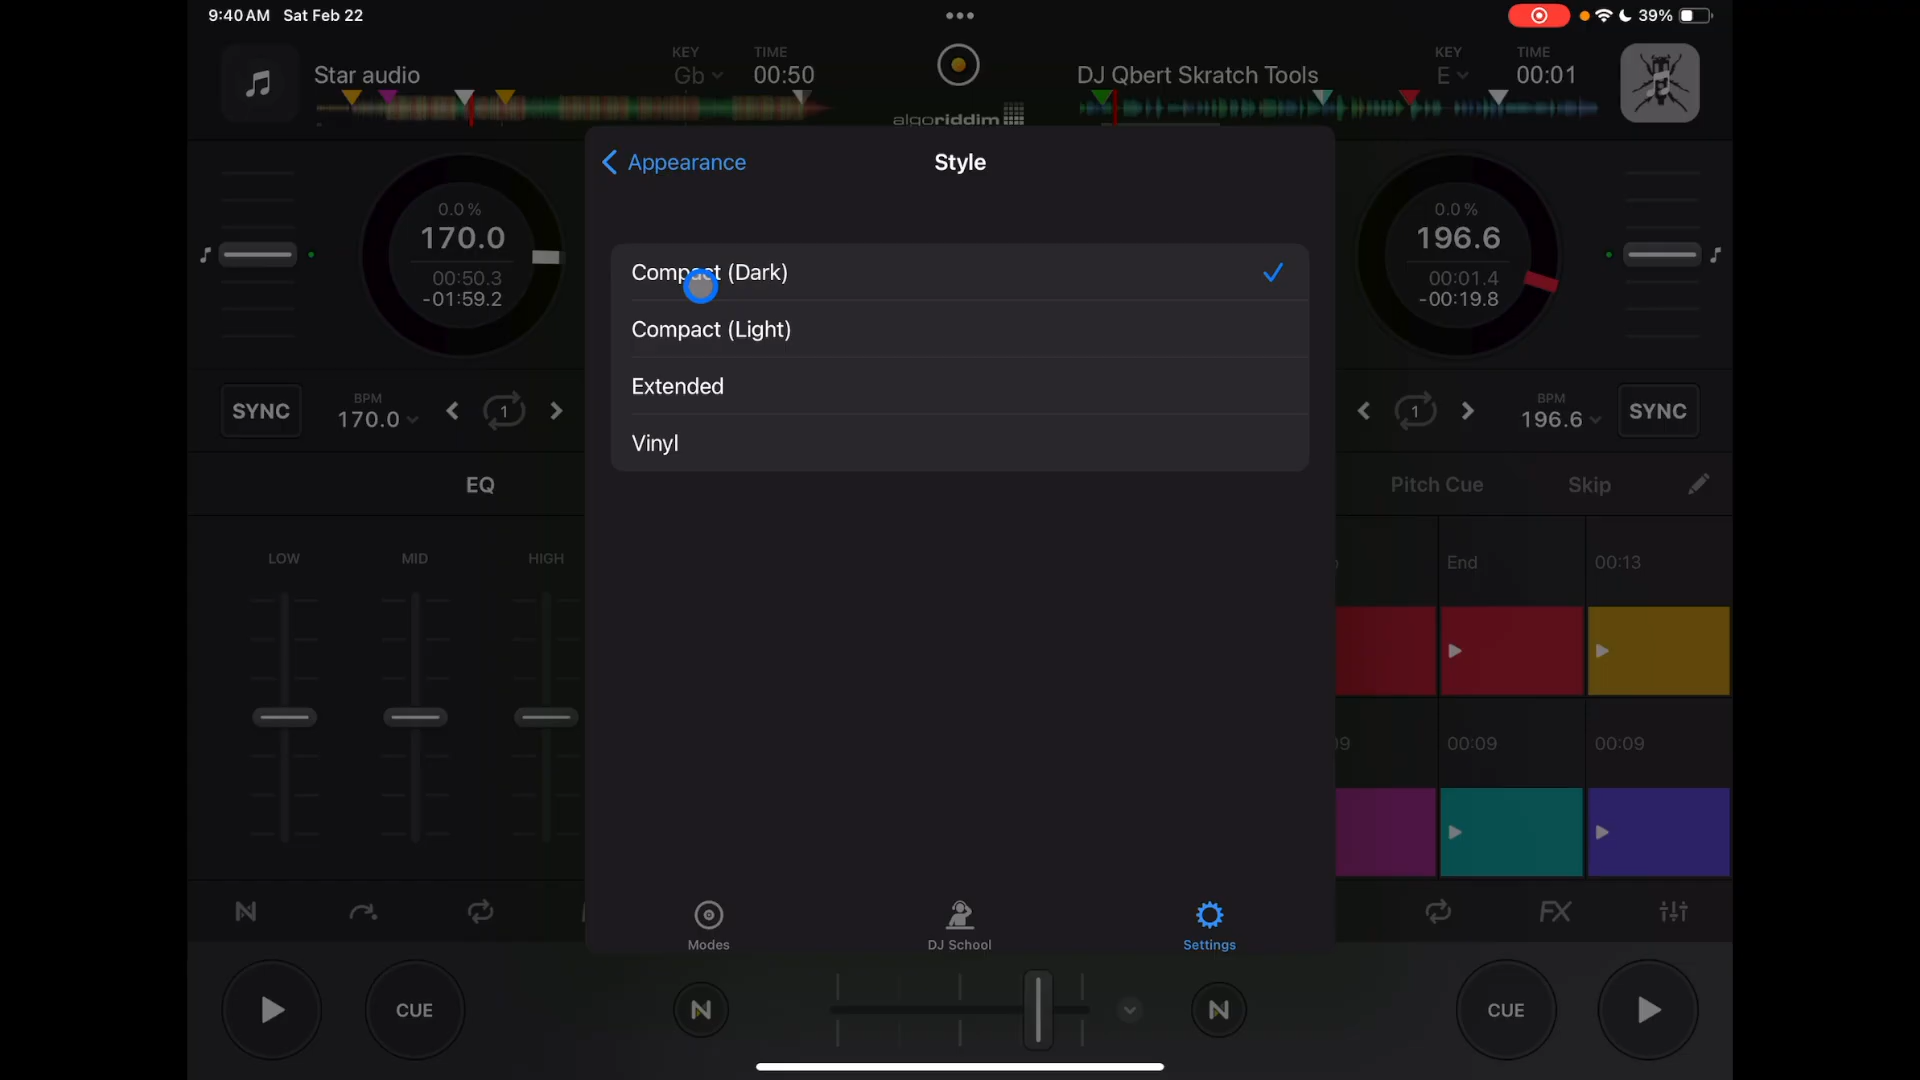 9:40 AM Sat Feb 22
39%
Star audio
KEY
Gb
TIME
00:50
algoriddim
DJ Qbert Skratch Tools
KEY
E
TIME
00:01
Appearance
Style
Compact (Dark)
Compact (Light)
Extended
Vinyl
0.0 %
170.0
00:50.3
-01:59.2
0.0 %
196.6
00:01.4
-00:19.8
SYNC
BPM
170.0
1
1
BPM
196.6
SYNC
EQ
Pitch Cue
Skip
LOW
MID
HIGH
End
00:13
00:09
00:09
FX
Modes
DJ School
Settings
CUE
CUE